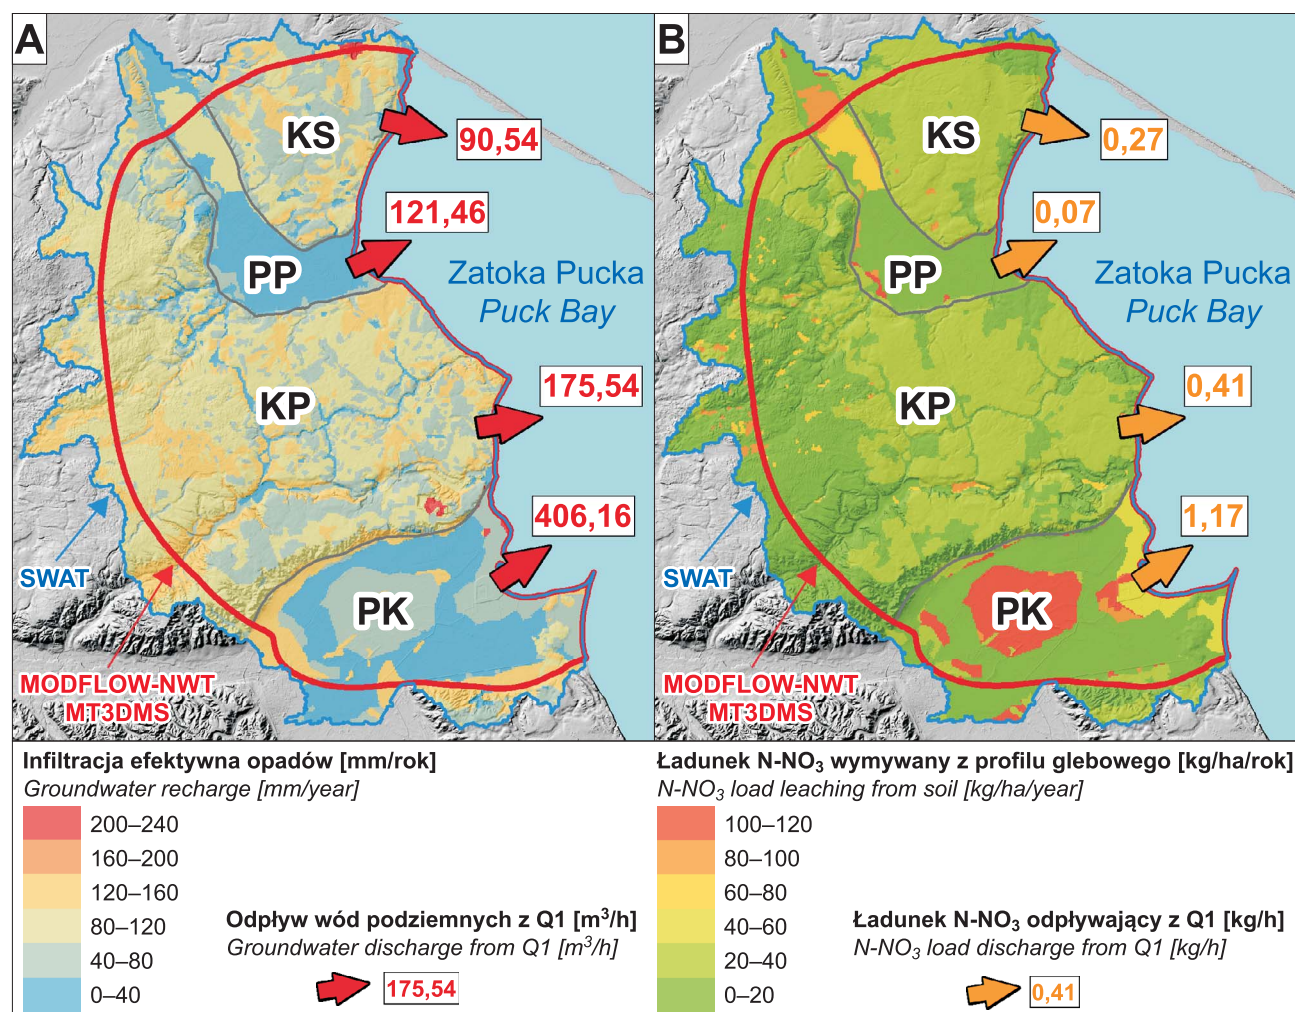 A
KS
90,54
121,46
PP
Zatoka Pucka
Puck Bay
175,54
KP
406,16
SWAT
PK
MODFLOW-NWT
MT3DMS
B
KS
0,27
0,07
PP
Zatoka Pucka
Puck Bay
0,41
KP
1,17
SWAT
PK
MODFLOW-NWT
MT3DMS
Infiltracja efektywna opadów [mm/rok]
Groundwater recharge [mm/year]
200–240
160–200
120–160
80–120
40–80
0–40
Odpływ wód podziemnych z Q1 [m³/h]
Groundwater discharge from Q1 [m³/h]
175,54
Ładunek N-NO₃ wymywany z profilu glebowego [kg/ha/rok]
N-NO₃ load leaching from soil [kg/ha/year]
100–120
80–100
60–80
40–60
20–40
0–20
Ładunek N-NO₃ odpływający z Q1 [kg/h]
N-NO₃ load discharge from Q1 [kg/h]
0,41